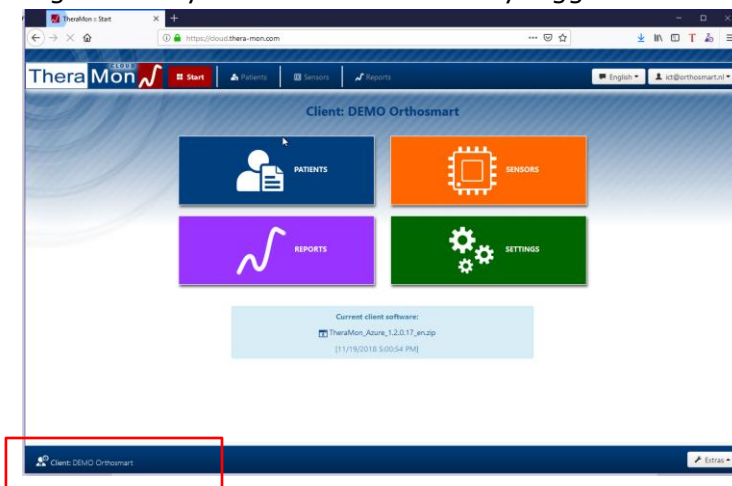 TheraMon :: Start
https://cloud.thera-mon.com
CLOUD
TheraMon
Start
Patients
Sensors
Reports
English
ict@orthosmart.nl
Client: DEMO Orthosmart
PATIENTS
SENSORS
REPORTS
SETTINGS
Current client software:
TheraMon_Azure_1.2.0.17_en.zip
[11/19/2018 5:00:54 PM]
Client: DEMO Orthosmart
Extras